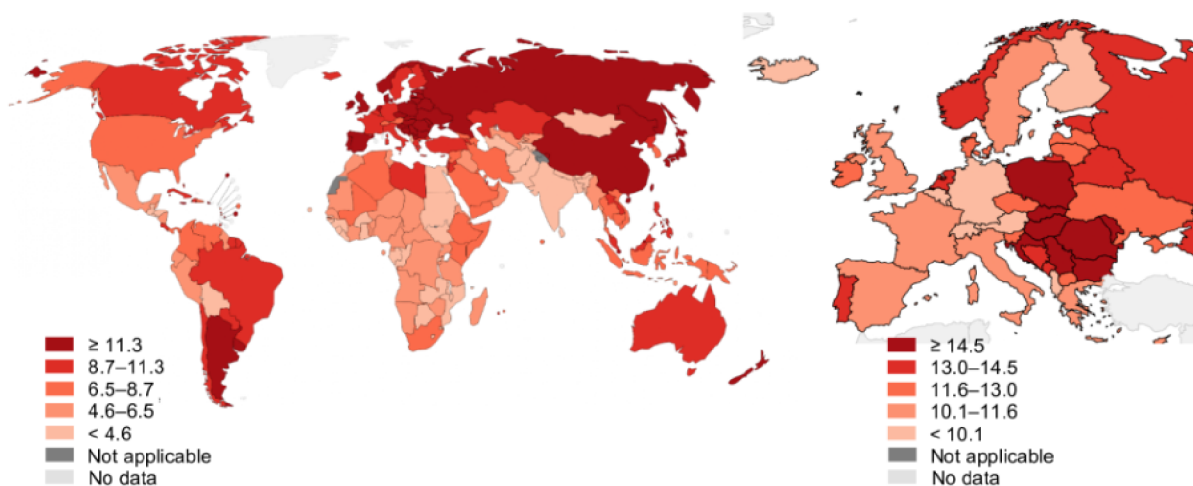 ≥ 11.3
8.7–11.3
6.5–8.7
4.6–6.5
< 4.6
Not applicable
No data
≥ 14.5
13.0–14.5
11.6–13.0
10.1–11.6
< 10.1
Not applicable
No data